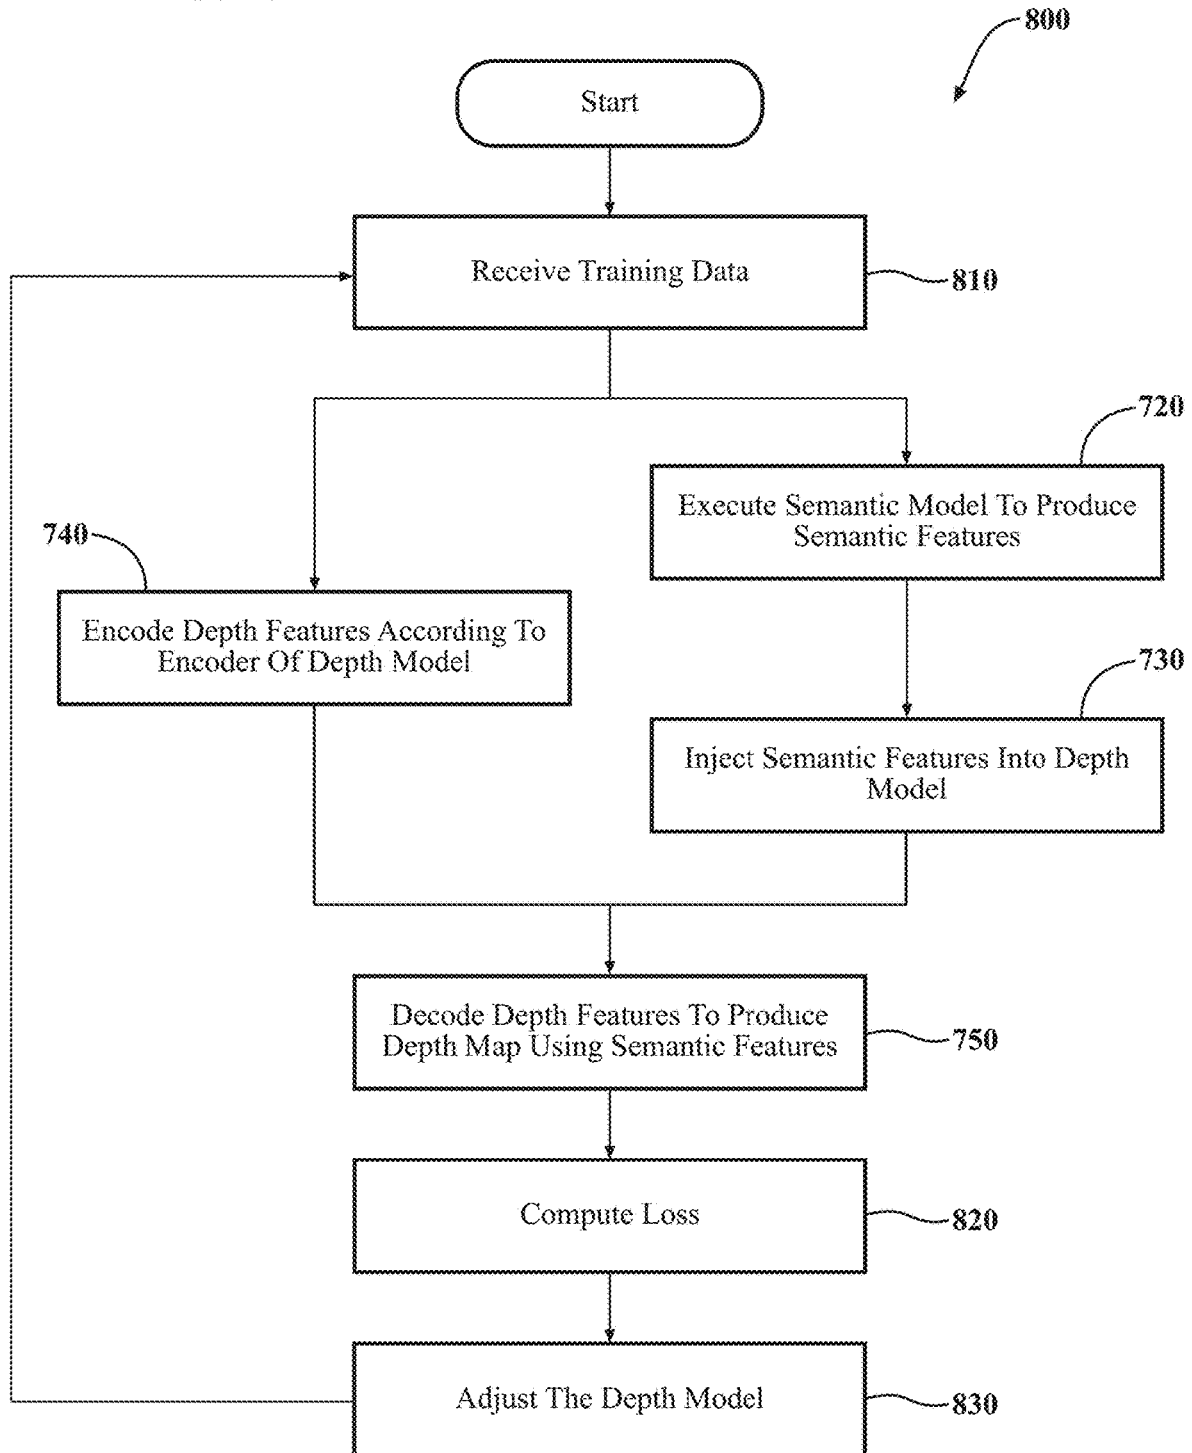 800
Start
Receive Training Data
810
720
Execute Semantic Model To Produce
Semantic Features
740
Encode Depth Features According To
Encoder Of Depth Model
730
Inject Semantic Features Into Depth
Model
Decode Depth Features To Produce
Depth Map Using Semantic Features
750
Compute Loss
820
Adjust The Depth Model
830